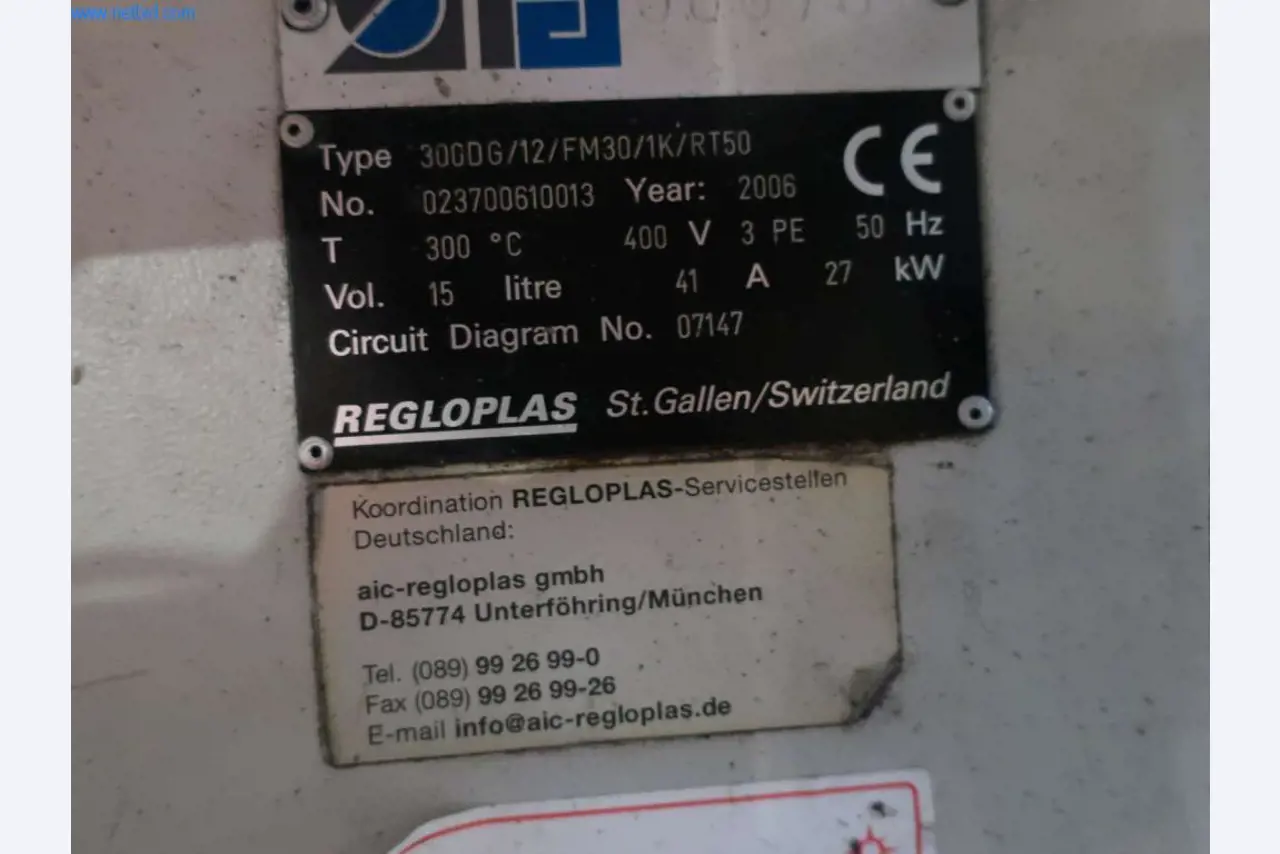 www.netbid.com
Type 300DG/12/FM30/1K/RT50
No. 023700610013 Year: 2006
T 300 °C 400 V 3 PE 50 Hz
Vol. 15 litre 41 A 27 kW
Circuit Diagram No. 07147
REGLOPLAS St.Gallen/Switzerland
CE
Koordination REGLOPLAS-Servicestellen
Deutschland:
aic-regloplas gmbh
D-85774 Unterföhring/München
Tel. (089) 99 26 99-0
Fax (089) 99 26 99-26
E-mail info@aic-regloplas.de